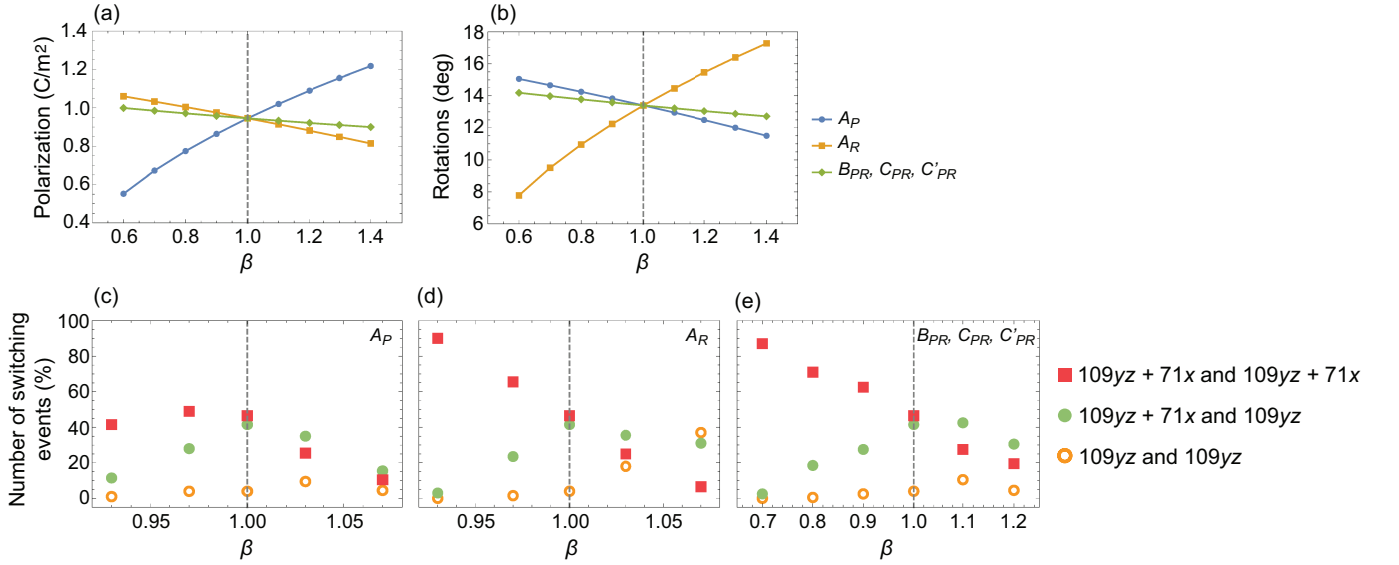 (a)
Polarization (C/m²)
1.4
1.2
1.0
0.8
0.6
0.4
0.6 0.8 1.0 1.2 1.4
β
(b)
Rotations (deg)
18
16
14
12
10
8
6
0.6 0.8 1.0 1.2 1.4
β
A_P
A_R
B_PR, C_PR, C'_PR
Number of switching
events (%)
(c)
A_P
100
80
60
40
20
0
0.95 1.00 1.05
β
(d)
A_R
0.95 1.00 1.05
β
(e)
B_PR, C_PR, C'_PR
0.7 0.8 0.9 1.0 1.1 1.2
β
109yz + 71x and 109yz + 71x
109yz + 71x and 109yz
109yz and 109yz